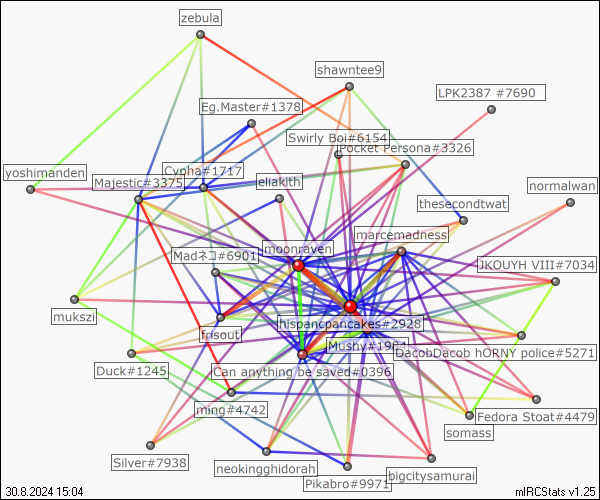 zebula
shawntee9
LPK2387 #7690
Eg.Master#1378
Swirly Boi#6154
Pocket Persona#3326
yoshimanden
Cypha#1717
Majestic#3375
eliakith
normalwan
thesecondtwat
marcemadness
moonraven
Madネコ#6901
JKOUYH VIII#7034
mukszi
hispancpancakes#2928
frisout
Mushy#1961
DacobDacob hORNY police#5271
Duck#1245
Can anything be saved#0396
ming#4742
Fedora Stoat#4479
somass
Silver#7938
neokingghidorah
bigcitysamurai
Pikabro#9971
30.8.2024 15:04
mIRCStats v1.25